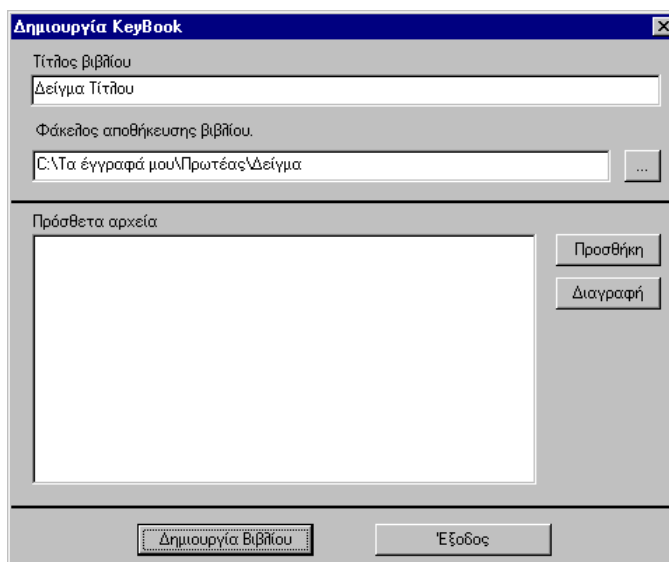 Δημιουργία KeyBook
Τίτλος βιβλίου
Δείγμα Τίτλου
Φάκελος αποθήκευσης βιβλίου.
C:\Τα έγγραφά μου\Πρωτέας\Δείγμα
...
Πρόσθετα αρχεία
Προσθήκη
Διαγραφή
Δημιουργία Βιβλίου
Έξοδος